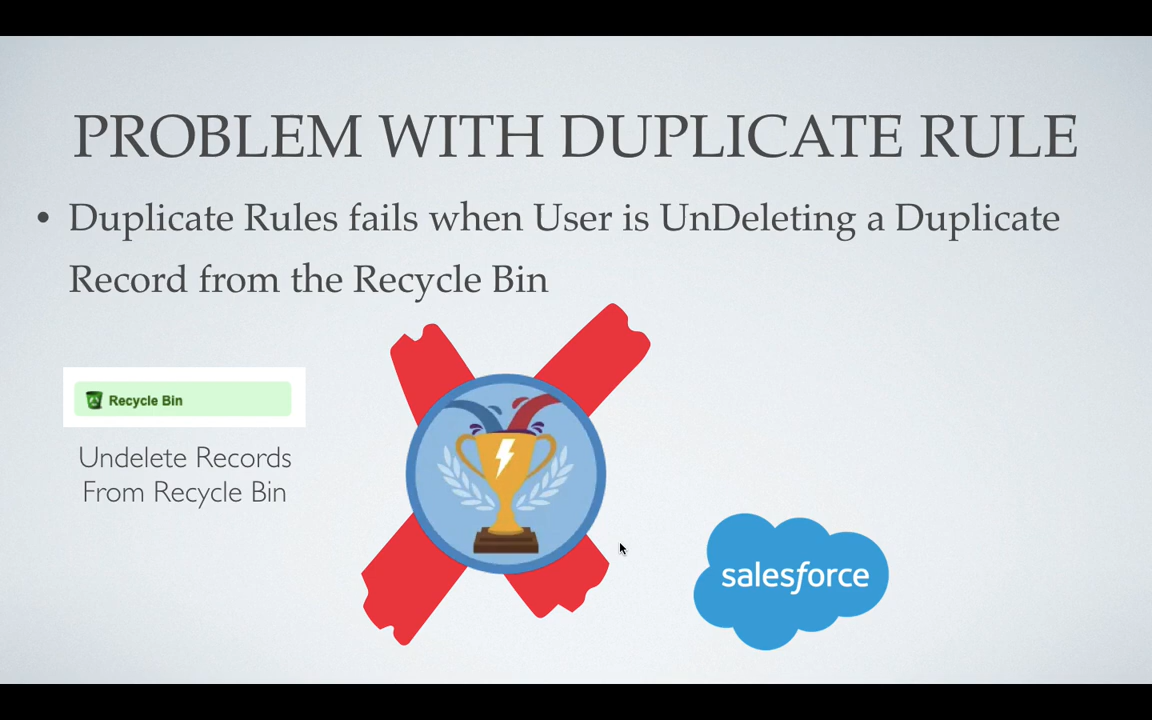 PROBLEM WITH DUPLICATE RULE
• Duplicate Rules fails when User is UnDeleting a Duplicate
Record from the Recycle Bin
Recycle Bin
Undelete Records
From Recycle Bin
salesforce